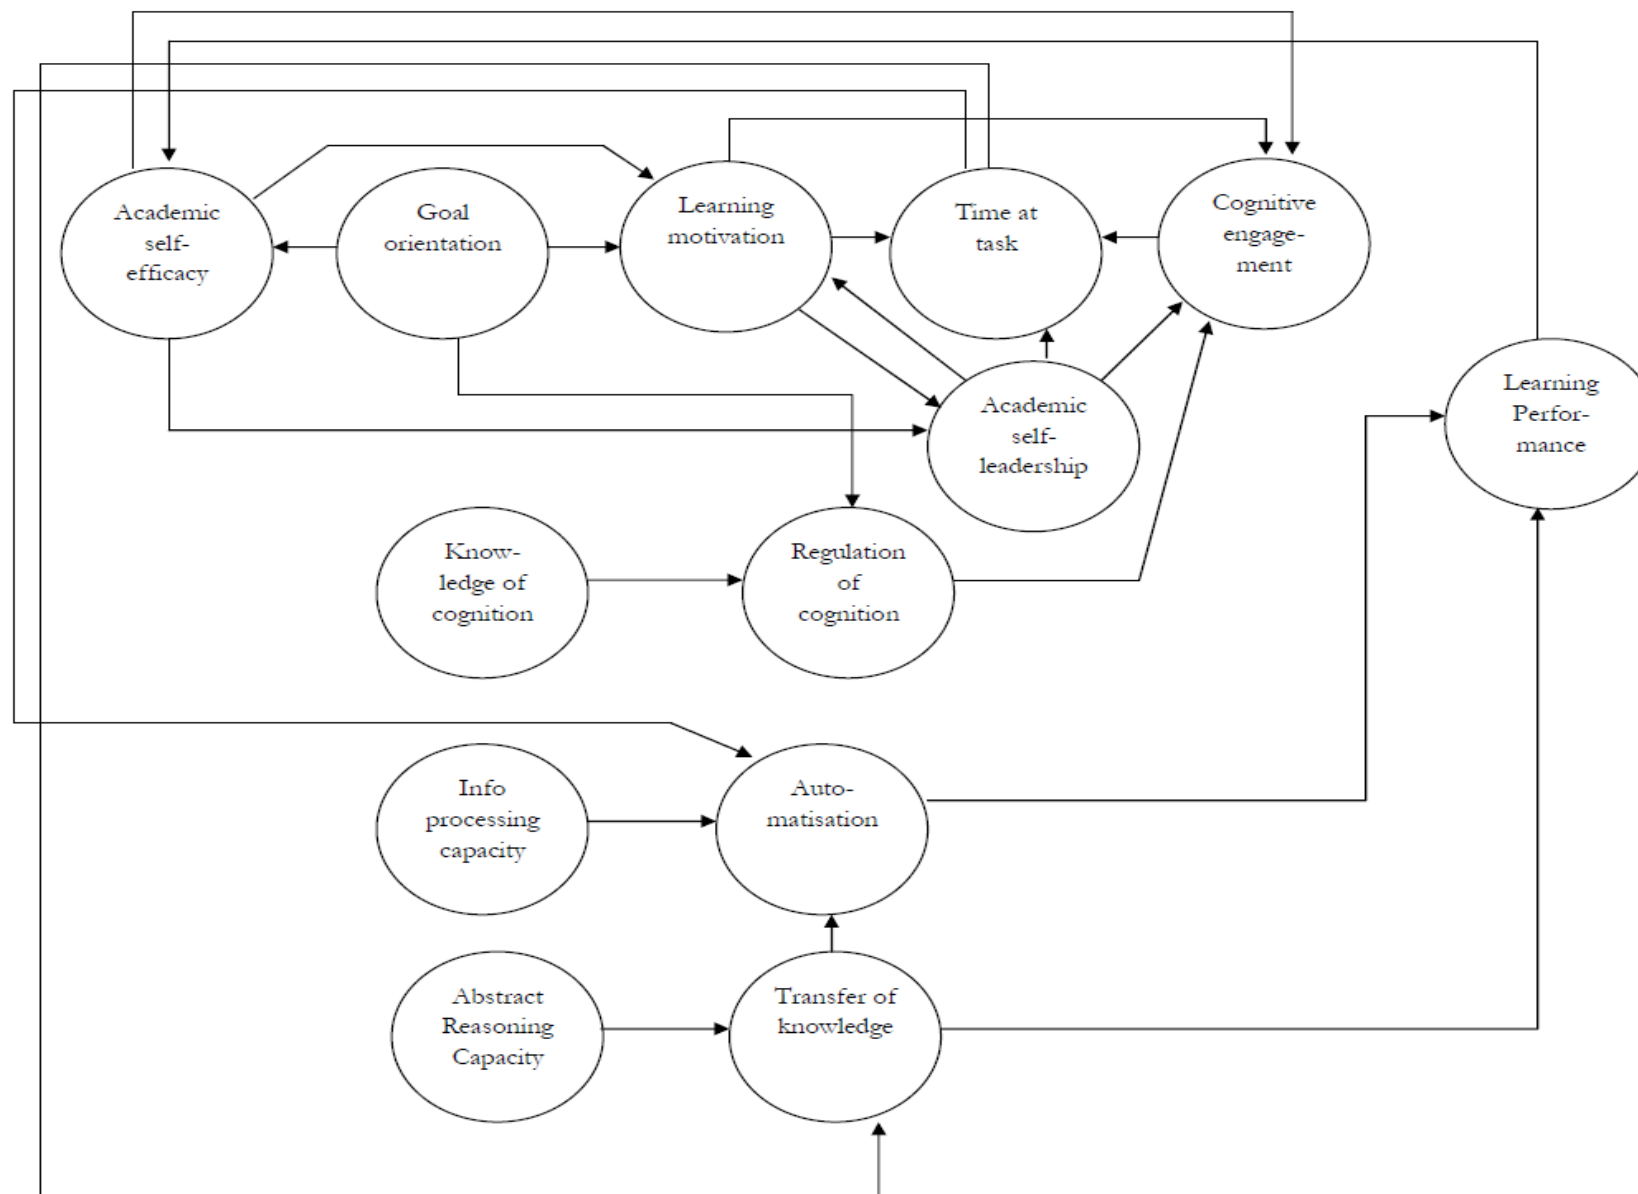 Academic
self-
efficacy
Goal
orientation
Learning
motivation
Time at
task
Cognitive
engage-
ment
Academic
self-
leadership
Learning
Perfor-
mance
Know-
ledge of
cognition
Regulation
of
cognition
Info
processing
capacity
Auto-
matisation
Abstract
Reasoning
Capacity
Transfer of
knowledge